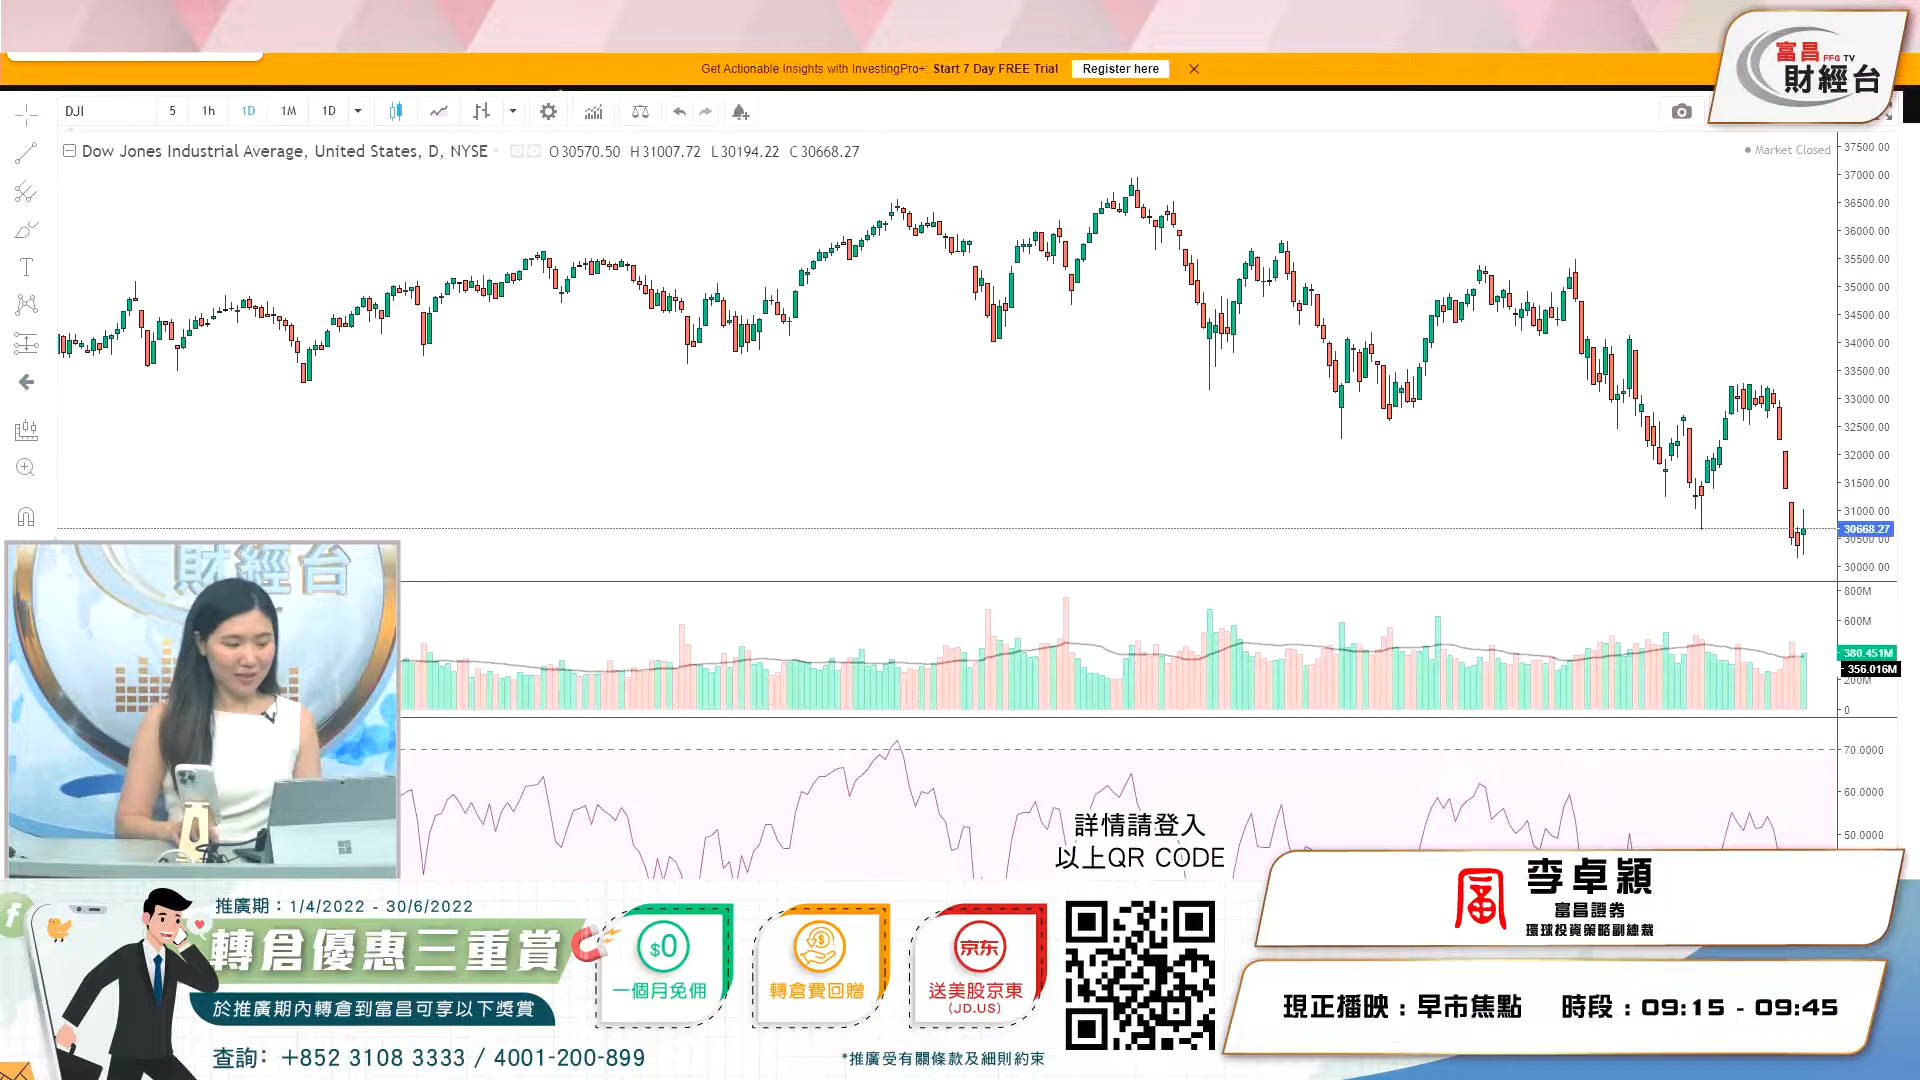 Get Actionable Insights with InvestingPro+: Start 7 Day FREE Trial Register here
富昌 FFG TV
財經台
DJI 5 1h 1D 1M 1D
Dow Jones Industrial Average, United States, D, NYSE O30570.50 H31007.72 L30194.22 C30668.27
Market Closed
37500.00
37000.00
36500.00
36000.00
35500.00
35000.00
34500.00
34000.00
33500.00
33000.00
32500.00
32000.00
31500.00
31000.00
30668.27
30500.00
30000.00
800M
600M
380.451M
356.016M
200M
0
70.0000
60.0000
50.0000
財經台
詳情請登入
以上QR CODE
推廣期：1/4/2022 - 30/6/2022
轉倉優惠三重賞
於推廣期內轉倉到富昌可享以下獎賞
查詢： +852 3108 3333 / 4001-200-899
$0
一個月免佣
轉倉費回贈
京东
送美股京東
(JD.US)
*推廣受有關條款及細則約束
李卓穎
富昌證券
環球投資策略副總裁
現正播映：早市焦點 時段：09:15 - 09:45